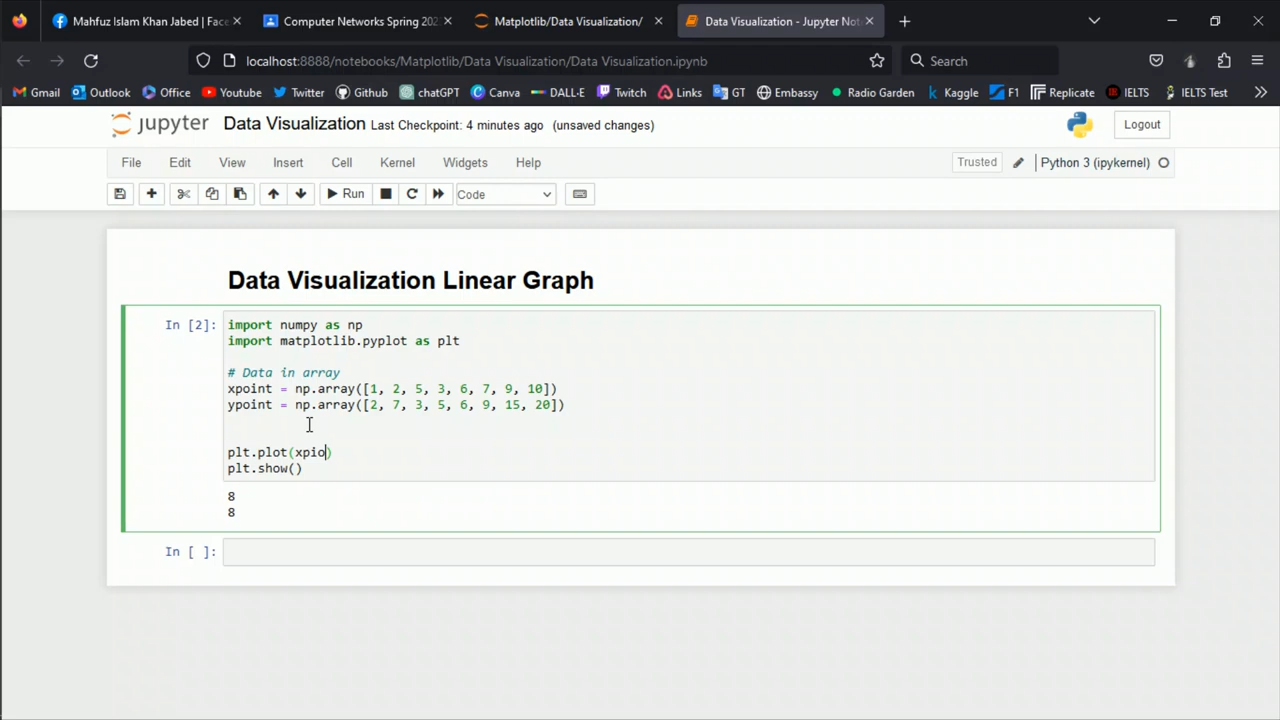 Mahfuz Islam Khan Jabed | Face
Computer Networks Spring 202
Matplotlib/Data Visualization/
Data Visualization - Jupyter Not
localhost:8888/notebooks/Matplotlib/Data Visualization/Data Visualization.ipynb
Search
Gmail Outlook Office Youtube Twitter Github chatGPT Canva DALL-E Twitch Links GT Embassy Radio Garden Kaggle F1 Replicate IELTS IELTS Test
jupyter Data Visualization Last Checkpoint: 4 minutes ago (unsaved changes)
Logout
File Edit View Insert Cell Kernel Widgets Help
Trusted
Python 3 (ipykernel)
Run
Code
Data Visualization Linear Graph
In [2]: import numpy as np
import matplotlib.pyplot as plt
# Data in array
xpoint = np.array([1, 2, 5, 3, 6, 7, 9, 10])
ypoint = np.array([2, 7, 3, 5, 6, 9, 15, 20])
plt.plot(xpio)
plt.show()
8
8
In [ ]: